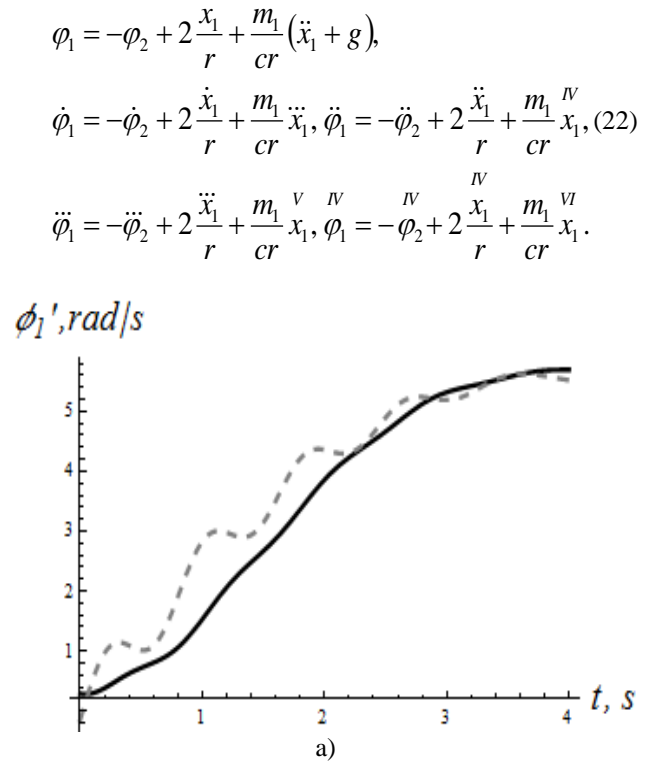 φ₁ = −φ₂ + 2 x₁/r + m₁/cr (ẍ₁ + g),
φ̇₁ = −φ̇₂ + 2 ẋ₁/r + m₁/cr x⃛₁, φ̈₁ = −φ̈₂ + 2 ẍ₁/r + m₁/cr x₁^IV, (22)
φ⃛₁ = −φ⃛₂ + 2 x⃛₁/r + m₁/cr x₁^V, φ₁^IV = −φ₂^IV + 2 x₁^IV/r + m₁/cr x₁^VI.
ϕ₁',rad/s
5
4
3
2
1
1 2 3 4 t, s
a)